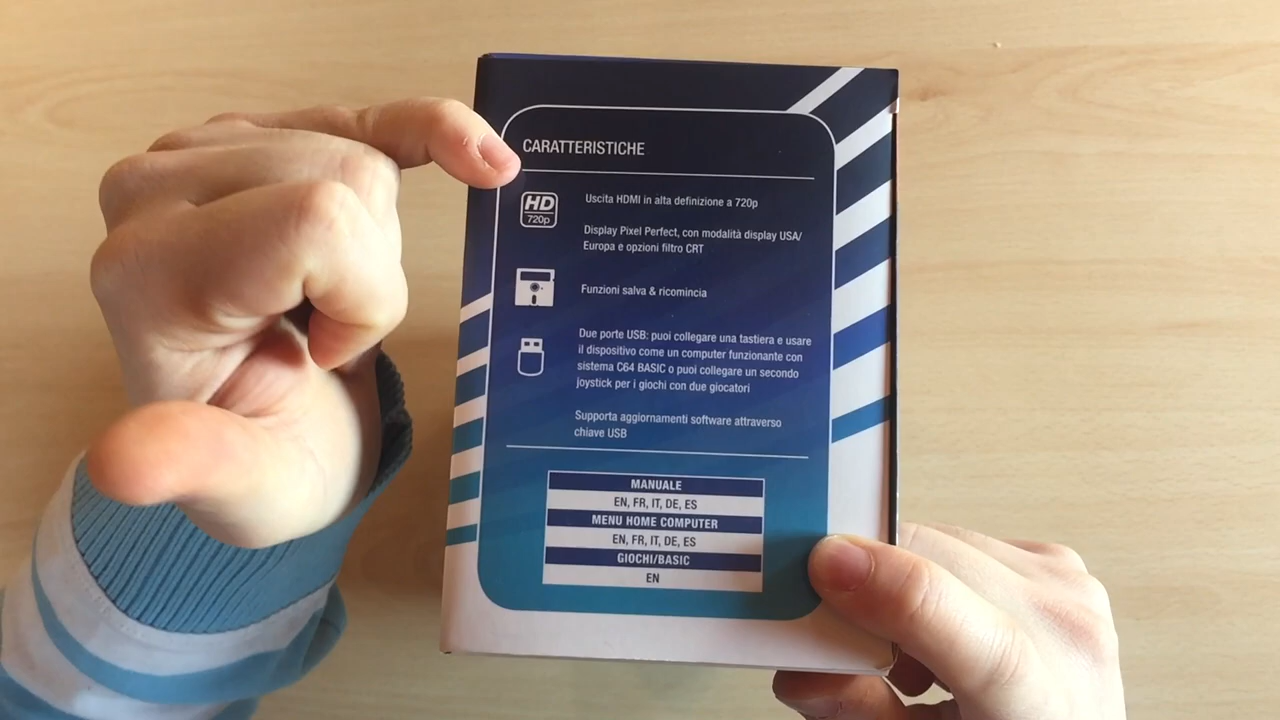 CARATTERISTICHE
HD
720p
Uscita HDMI in alta definizione a 720p
Display Pixel Perfect, con modalità display USA/
Europa e opzioni filtro CRT
Funzioni salva & ricomincia
Due porte USB: puoi collegare una tastiera e usare
il dispositivo come un computer funzionante con
sistema C64 BASIC o puoi collegare un secondo
joystick per i giochi con due giocatori
Supporta aggiornamenti software attraverso
chiave USB
MANUALE
EN, FR, IT, DE, ES
MENU HOME COMPUTER
EN, FR, IT, DE, ES
GIOCHI/BASIC
EN